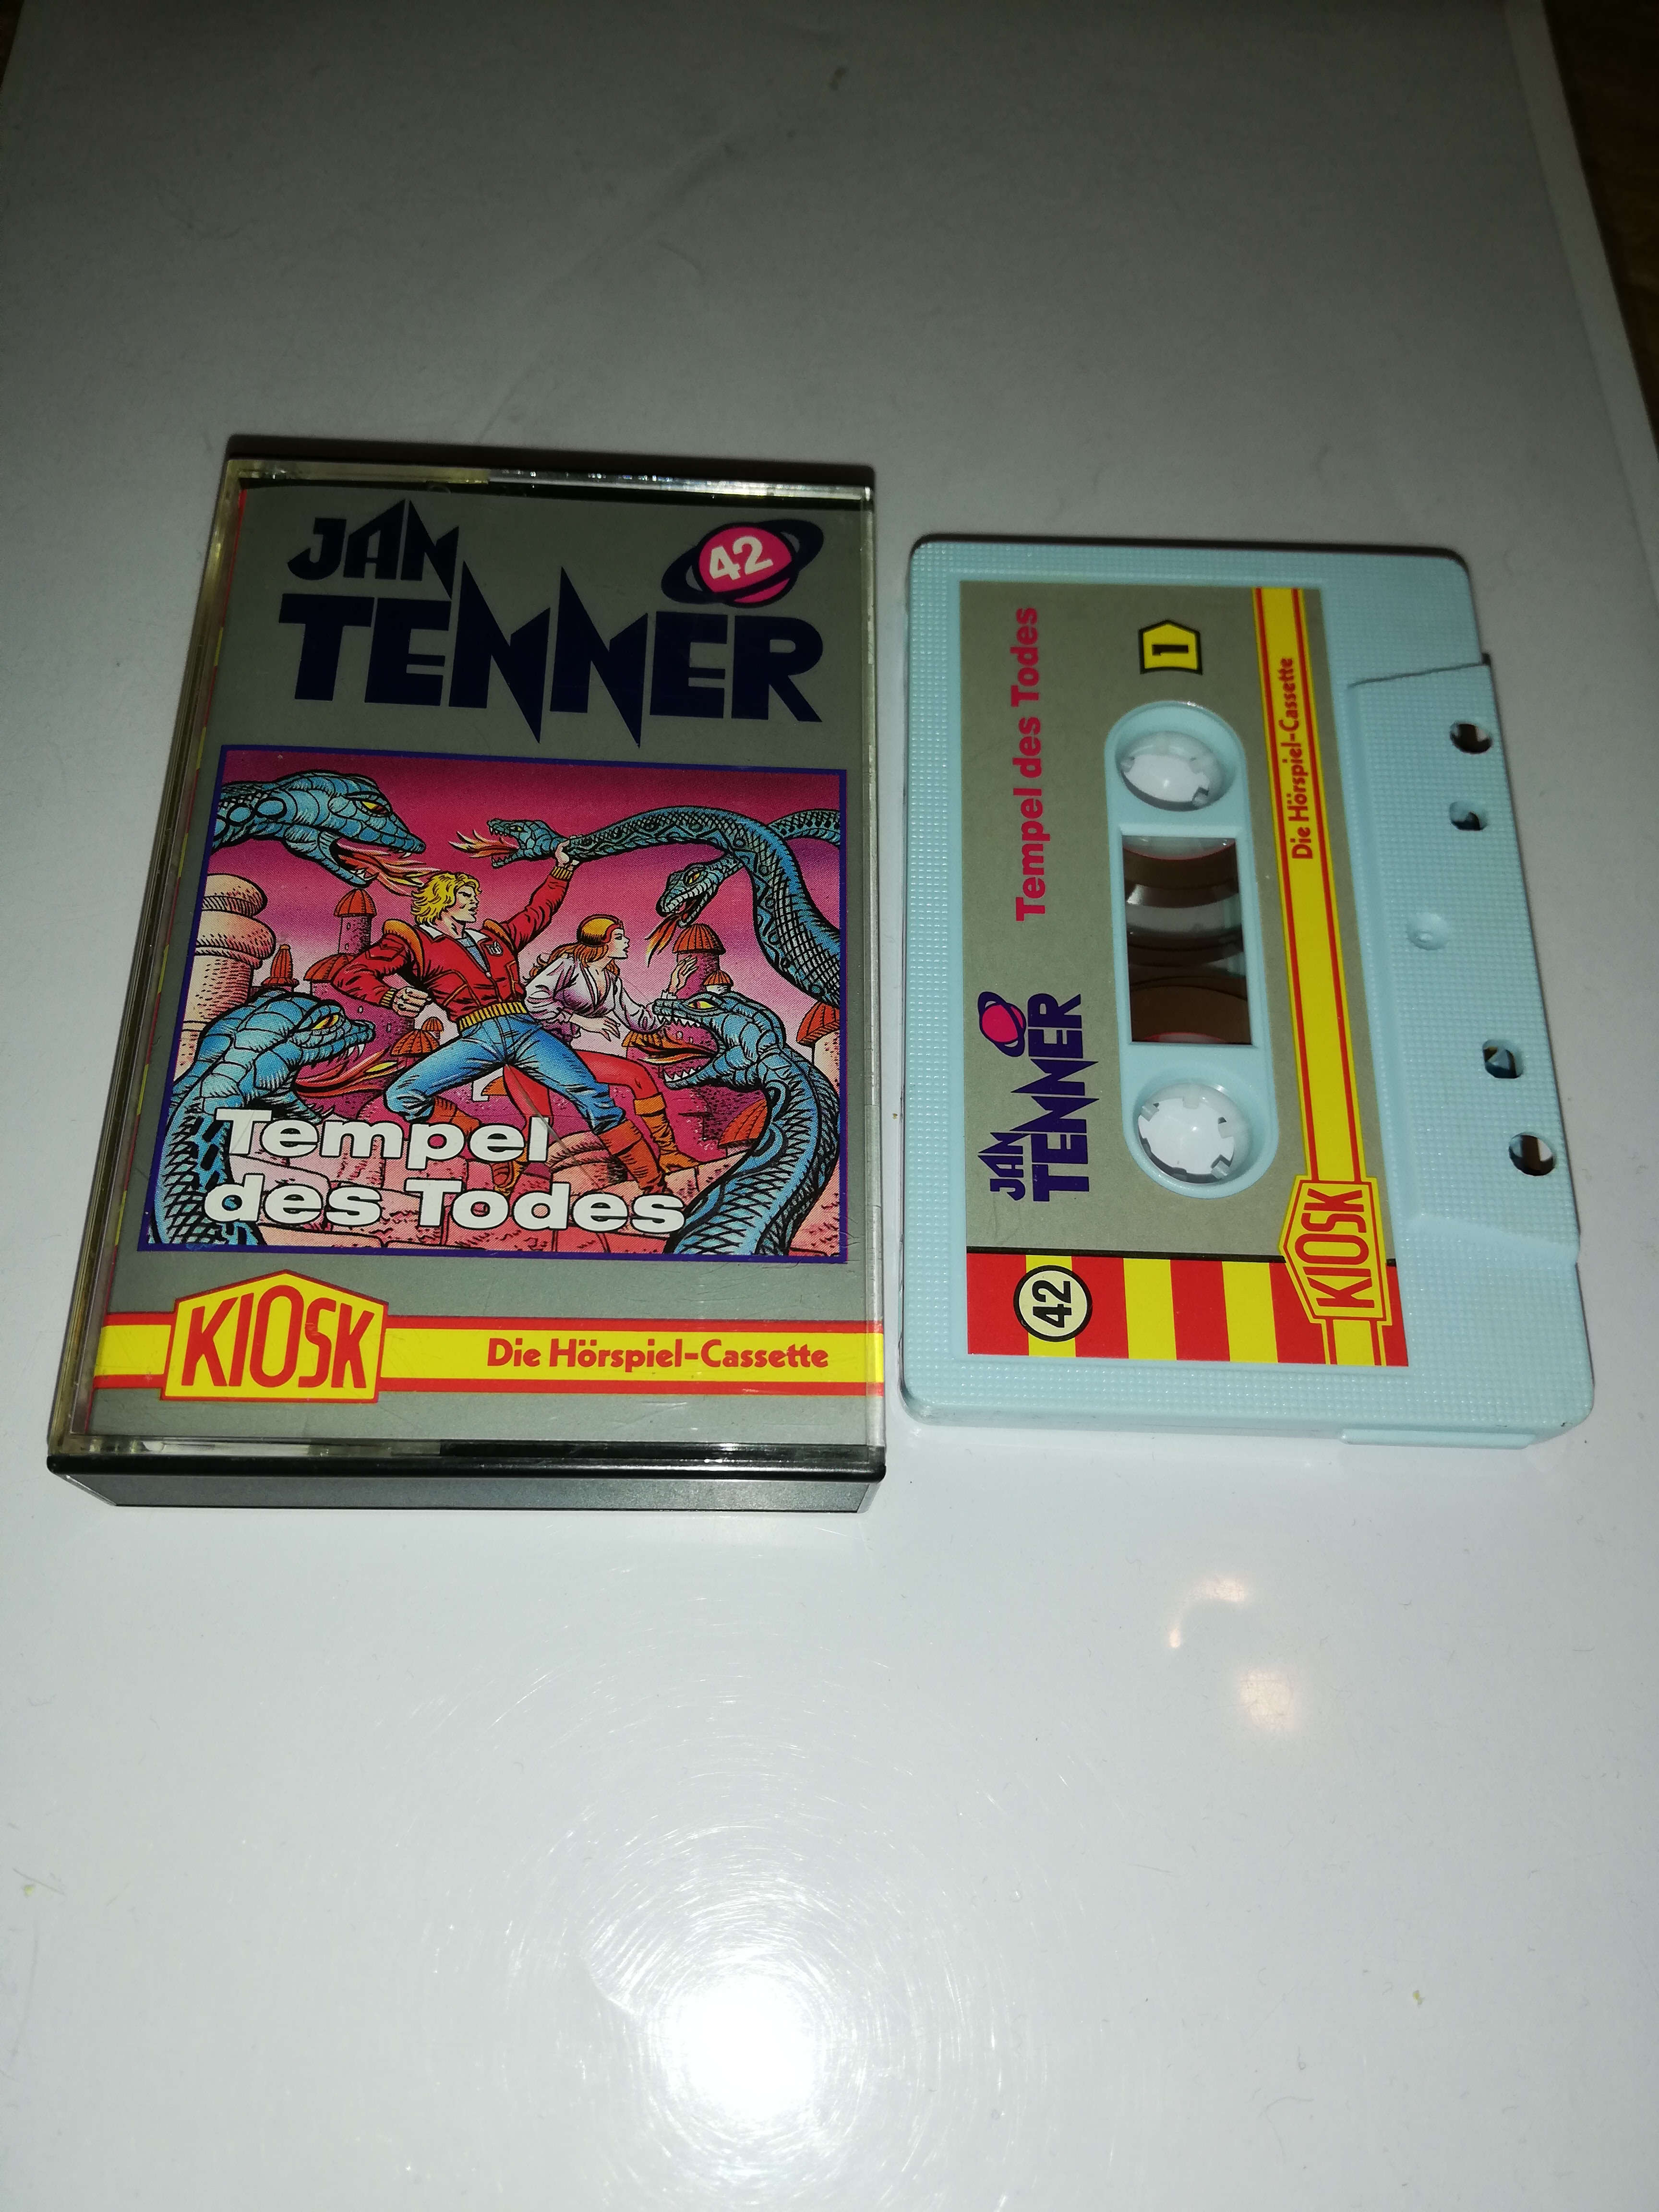 JAN
TENNER
42
Tempel
des Todes
KIOSK
Die Hörspiel-Cassette
Tempel des Todes
1
JAN
TENNER
Die Hörspiel-Cassette
KIOSK
42